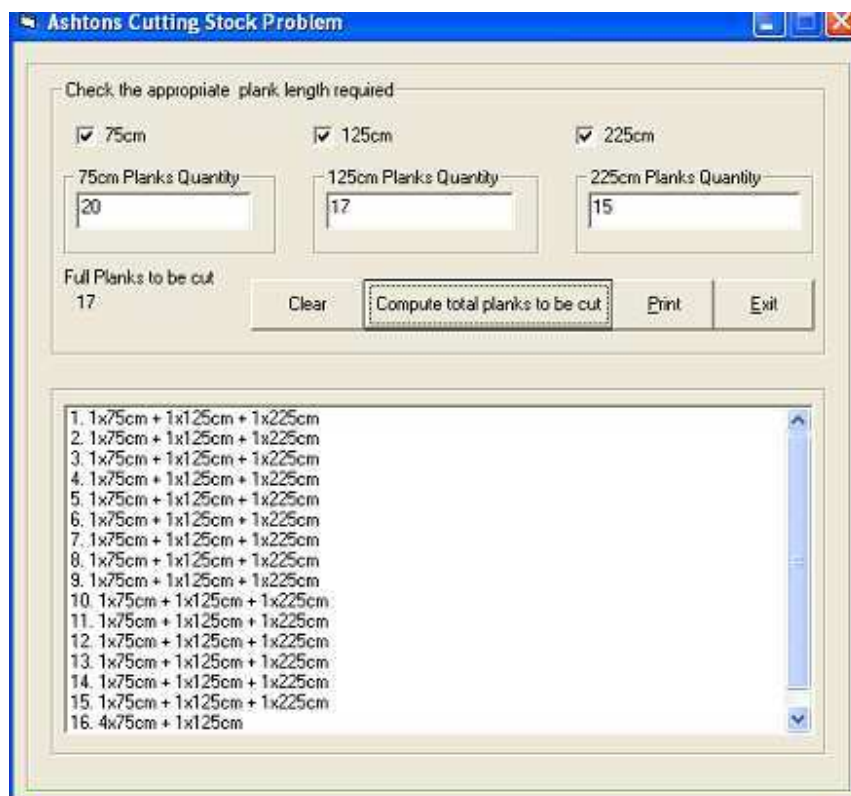 Ashtons Cutting Stock Problem
Check the appropriate plank length required
75cm 125cm 225cm
75cm Planks Quantity 125cm Planks Quantity 225cm Planks Quantity
20 17 15
Full Planks to be cut
17 Clear Compute total planks to be cut Print Exit
1. 1x75cm + 1x125cm + 1x225cm
2. 1x75cm + 1x125cm + 1x225cm
3. 1x75cm + 1x125cm + 1x225cm
4. 1x75cm + 1x125cm + 1x225cm
5. 1x75cm + 1x125cm + 1x225cm
6. 1x75cm + 1x125cm + 1x225cm
7. 1x75cm + 1x125cm + 1x225cm
8. 1x75cm + 1x125cm + 1x225cm
9. 1x75cm + 1x125cm + 1x225cm
10. 1x75cm + 1x125cm + 1x225cm
11. 1x75cm + 1x125cm + 1x225cm
12. 1x75cm + 1x125cm + 1x225cm
13. 1x75cm + 1x125cm + 1x225cm
14. 1x75cm + 1x125cm + 1x225cm
15. 1x75cm + 1x125cm + 1x225cm
16. 4x75cm + 1x125cm